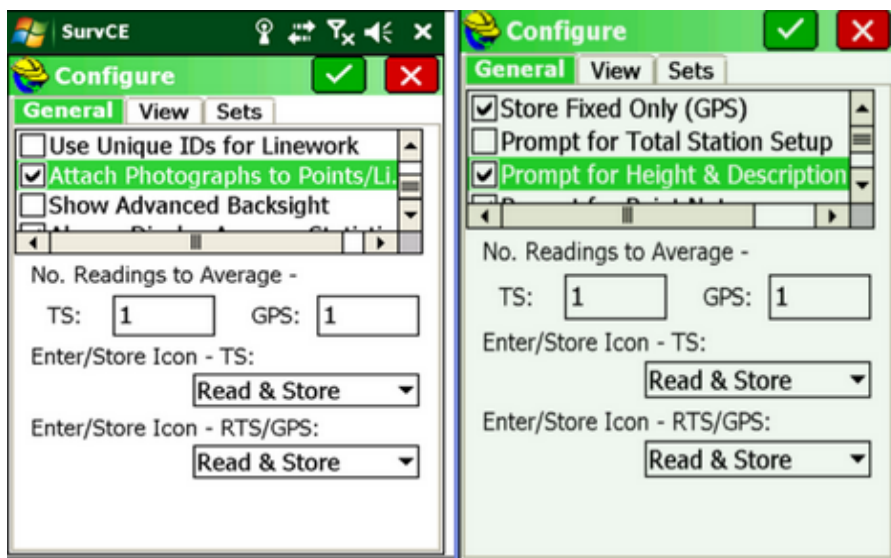 SurvCE
Configure
General View Sets
Use Unique IDs for Linework
Attach Photographs to Points/Li
Show Advanced Backsight
No. Readings to Average -
TS: 1 GPS: 1
Enter/Store Icon - TS:
Read & Store
Enter/Store Icon - RTS/GPS:
Read & Store
Configure
General View Sets
Store Fixed Only (GPS)
Prompt for Total Station Setup
Prompt for Height & Description
No. Readings to Average -
TS: 1 GPS: 1
Enter/Store Icon - TS:
Read & Store
Enter/Store Icon - RTS/GPS:
Read & Store